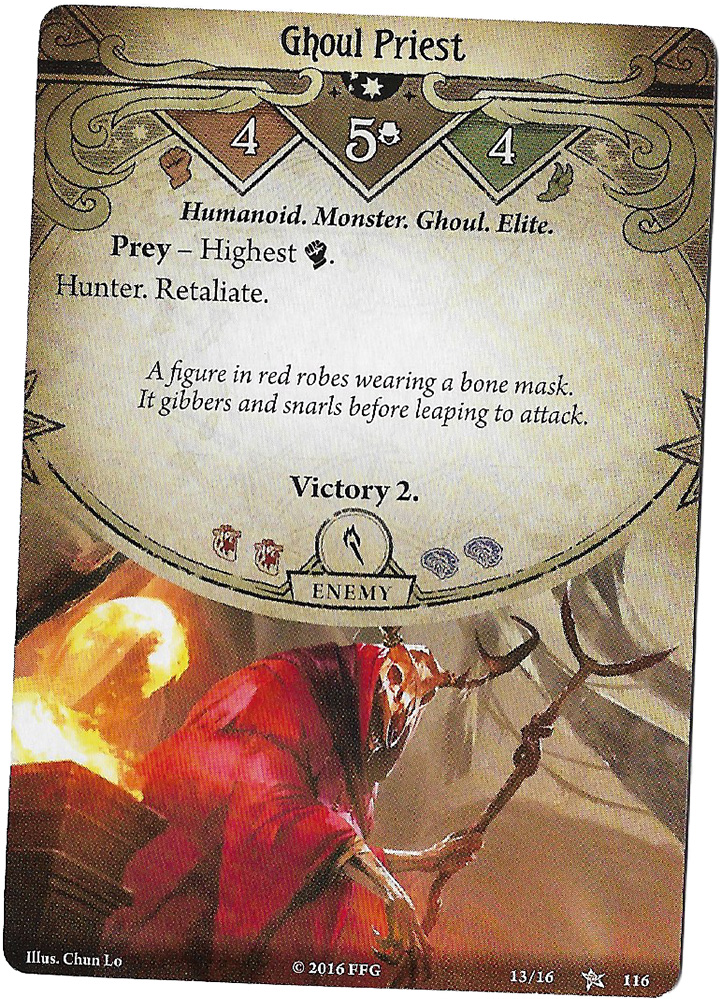 Ghoul Priest
4 5 4
Humanoid. Monster. Ghoul. Elite.
Prey – Highest .
Hunter. Retaliate.
A figure in red robes wearing a bone mask.
It gibbers and snarls before leaping to attack.
Victory 2.
ENEMY
Illus. Chun Lo
© 2016 FFG
13/16 116